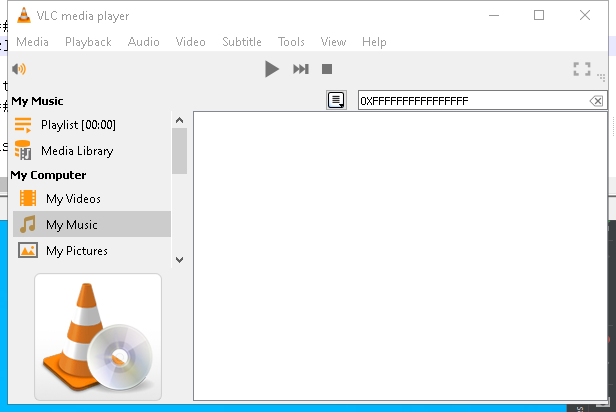 VLC media player
Media Playback Audio Video Subtitle Tools View Help
My Music
0XFFFFFFFFFFFFFFFF
Playlist [00:00]
Media Library
My Computer
My Videos
My Music
My Pictures